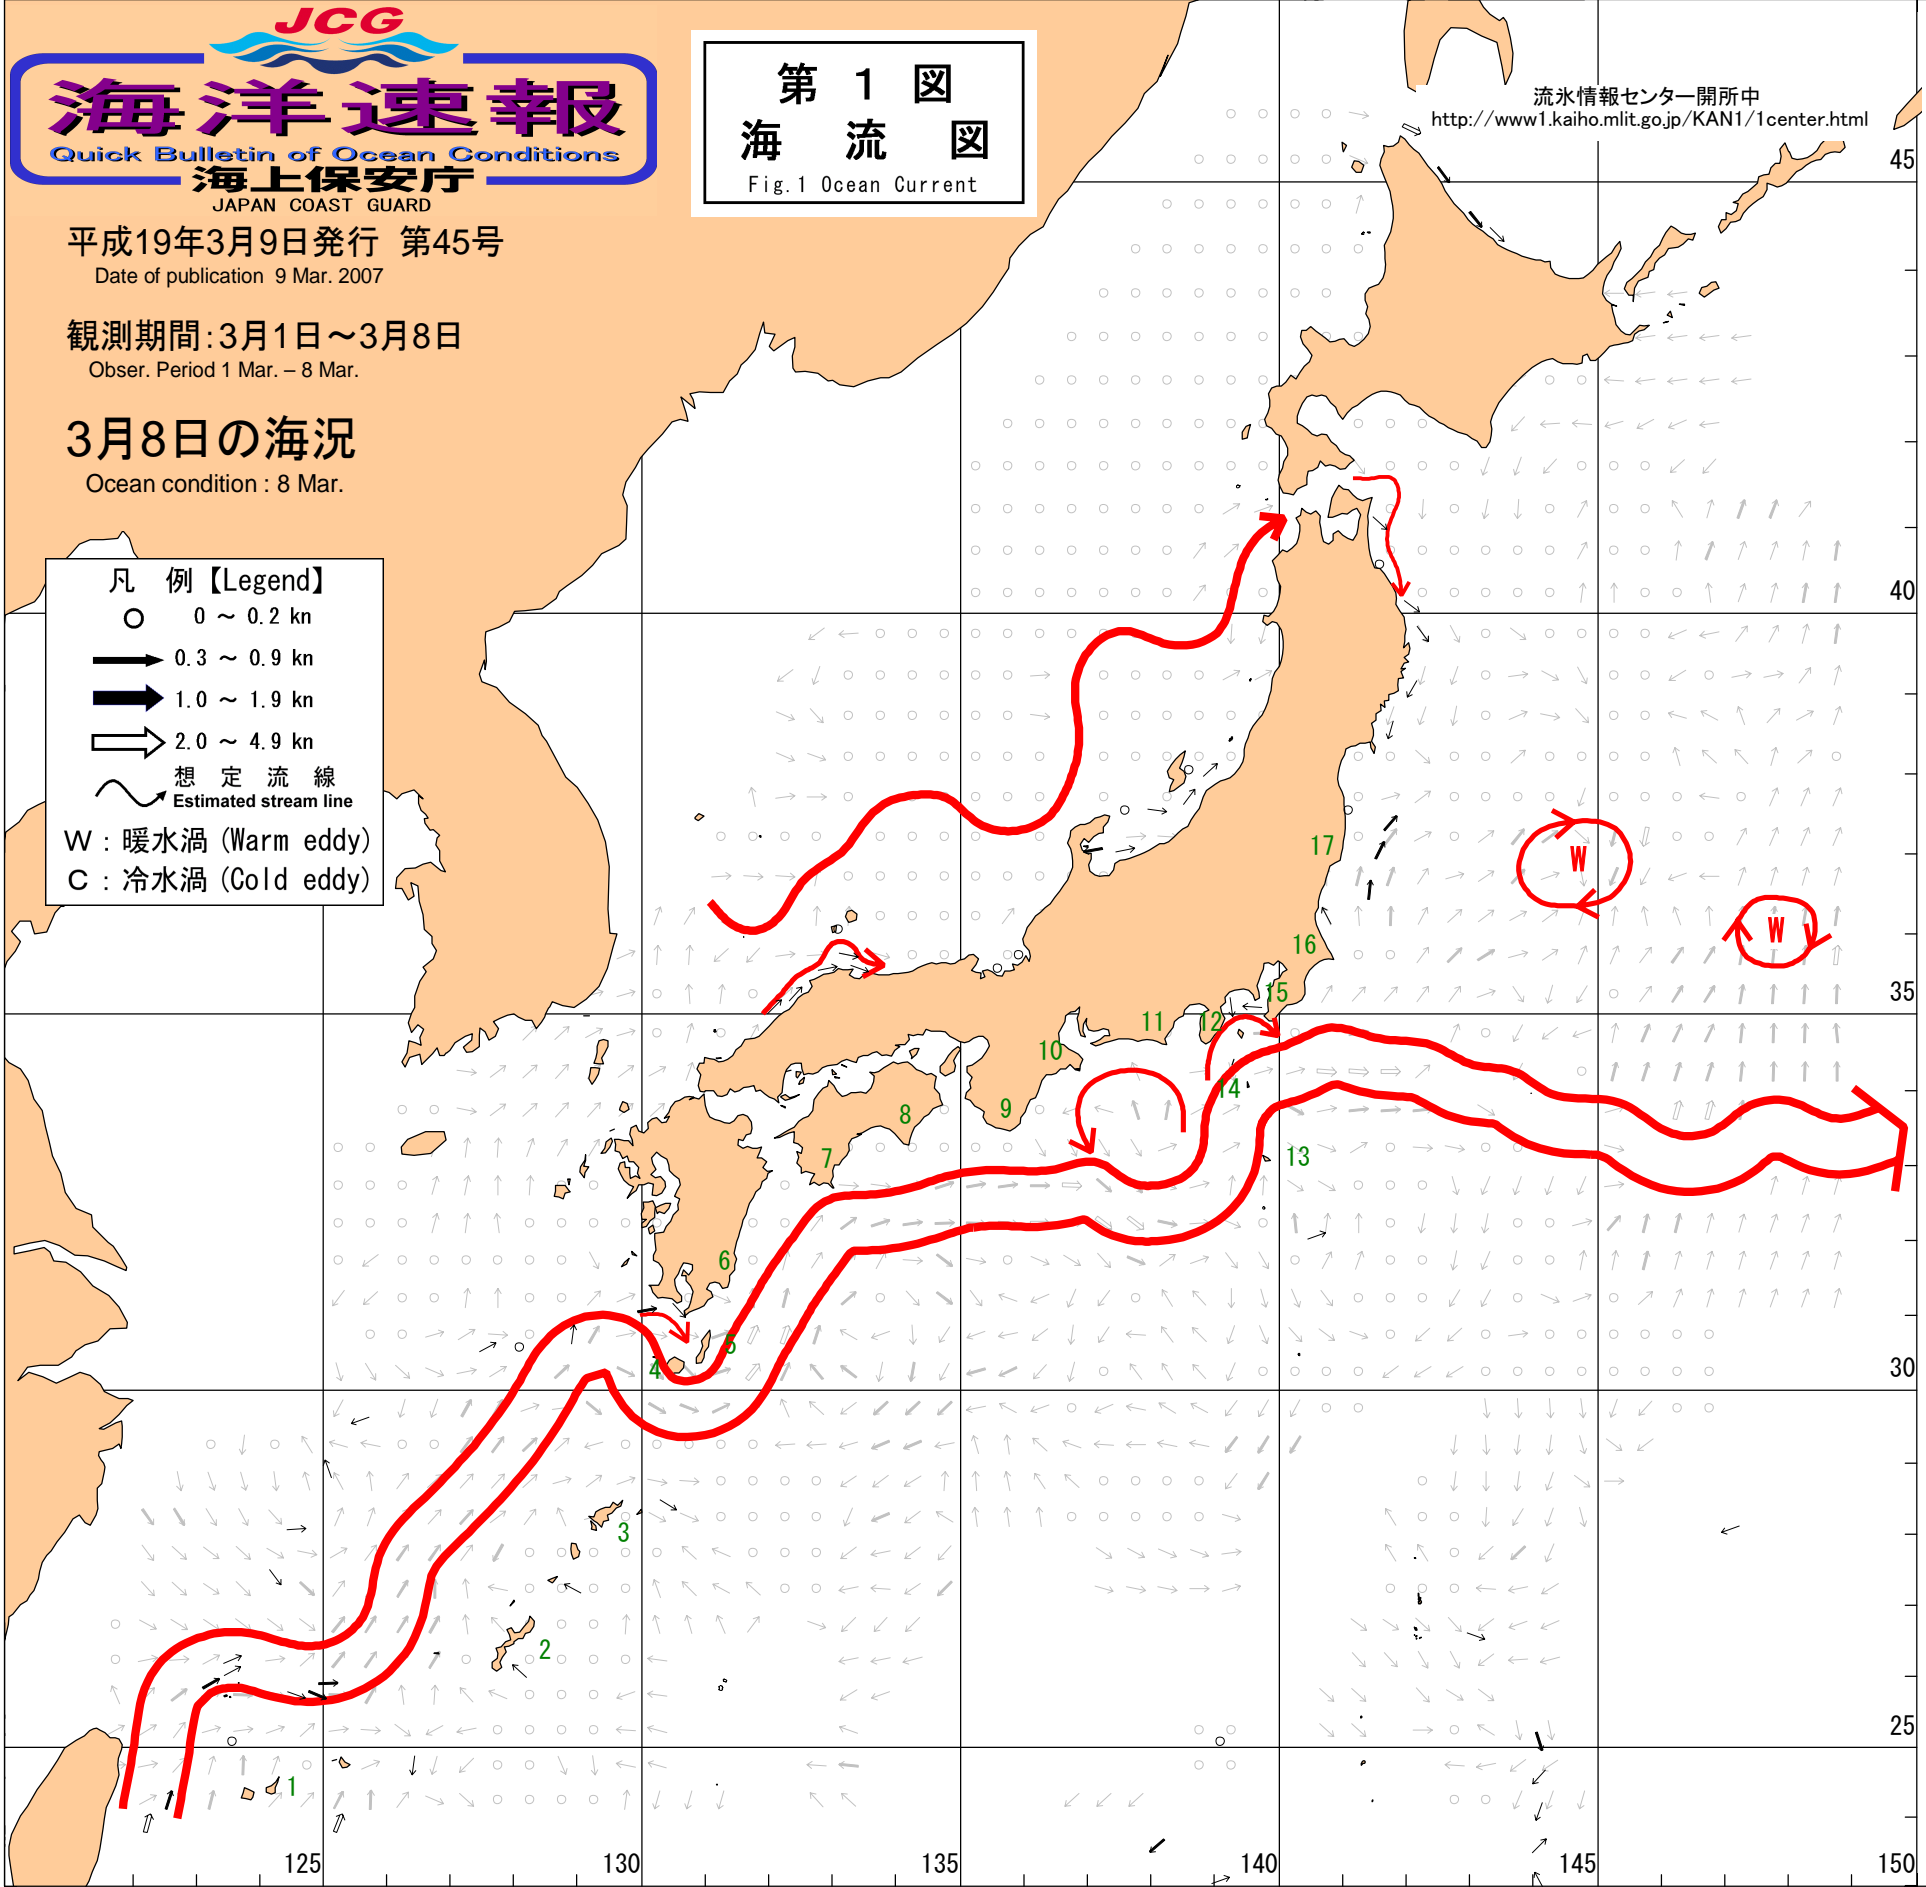 JCG
海洋速報
Quick Bulletin of Ocean Conditions
海上保安庁
JAPAN COAST GUARD
平成19年3月9日発行 第45号
Date of publication 9 Mar. 2007
観測期間:3月1日～3月8日
Obser. Period 1 Mar. – 8 Mar.
3月8日の海況
Ocean condition : 8 Mar.
第 1 図
海 流 図
Fig.1 Ocean Current
流氷情報センター開所中
http://www1.kaiho.mlit.go.jp/KAN1/1center.html
凡 例【Legend】
0 ～ 0.2 kn
0.3 ～ 0.9 kn
1.0 ～ 1.9 kn
2.0 ～ 4.9 kn
想 定 流 線
Estimated stream line
W : 暖水渦 (Warm eddy)
C : 冷水渦 (Cold eddy)
45
40
35
30
25
125
130
135
140
145
150
W
W
17
16
15
12
11
10
14
9
8
7
13
6
5
4
3
2
1